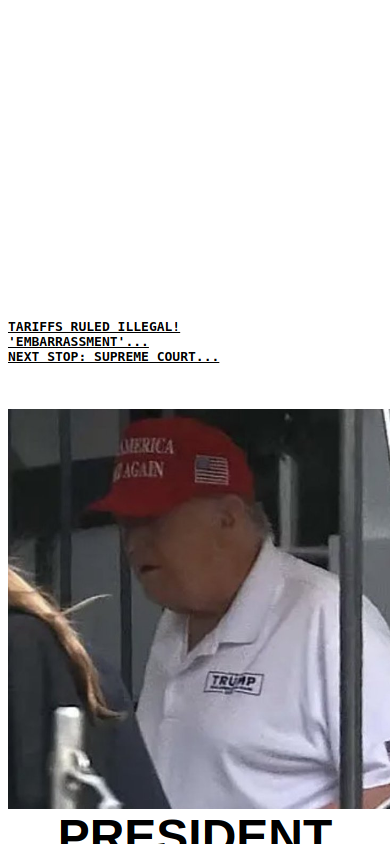 TARIFFS RULED ILLEGAL!
'EMBARRASSMENT'...
NEXT STOP: SUPREME COURT...
AMERICA
AGAIN
TRUMP
PRESIDENT